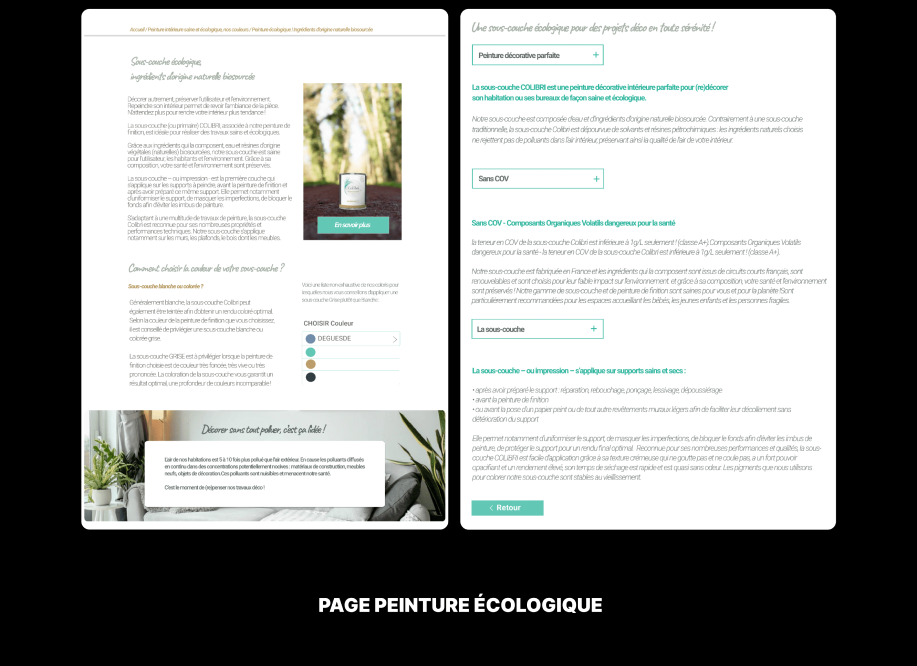 Accueil / Peinture intérieure saine et écologique, nos couleurs / Peinture écologique / Ingrédients d'origine naturelle biosourcée
Sous-couche écologique,
ingrédients d'origine naturelle biosourcée
Décorer autrement, préserver l'utilisateur et l'environnement.
Repeindre son intérieur permet de revoir l'ambiance de la pièce.
N'attendez plus pour rendre votre intérieur plus tendance !
La sous-couche (ou primaire) COLIBRI, associée a notre peinture de
finition, est idéale pour réaliser des travaux sains et écologiques.
Grâce aux ingrédients qui la composent, eau et résines d'origine
végétales (naturelles) biosourcées, notre sous-couche est saine
pour l'utilisateur, les habitants et l'environnement. Grâce à sa
composition, votre santé et l'environnement sont préservés.
La sous-couche – ou impression - est la première couche qui
s'applique sur les supports à peindre, avant la peinture de finition et
après avoir préparé ce même support. Elle permet notamment
d'uniformiser le support, de masquer les imperfections, de bloquer le
fonds afin d'éviter les imbus de peinture.
S'adaptant à une multitude de travaux de peinture, la sous-couche
Colibri est reconnue pour ses nombreuses propriétés et
performances techniques. Notre sous-couche s'applique
notamment sur les murs, les plafonds, le bois dont les meubles.
En savoir plus
Comment choisir la couleur de votre sous-couche ?
Sous-couche blanche ou colorée ?
Généralement blanche, la sous-couche Colibri peut
également être teintée afin d'obtenir un rendu coloré optimal.
Selon la couleur de la peinture de finition que vous choisissez,
il est conseillé de privilégier une sous-couche blanche ou
colorée grise.
La sous-couche GRISE est à privilégier lorsque la peinture de
finition choisie est de couleur très foncée, très vive ou très
prononcée. La coloration de la sous-couche vous garantit un
résultat optimal, une profondeur de couleurs incomparable !
Voici une liste non exhaustive de nos coloris pour
lesquelles nous vous conseillons d'appliquer une
sous couche Grise plutôt que blanche :
CHOISIR Couleur
DEGUESDE
Décorer sans tout polluer, c'est ça l'idée !
L'air de nos habitations est 5 à 10 fois plus pollué que l'air extérieur. En cause les polluants diffusés
en continu dans des concentrations potentiellement nocives : matériaux de construction, meubles
neufs, objets de décoration.Ces polluants sont nuisibles et menacent notre santé.
C'est le moment de (re)penser nos travaux déco !
Une sous-couche écologique pour des projets déco en toute sérénité !
Peinture décorative parfaite +
La sous-couche COLIBRI est une peinture décorative intérieure parfaite pour (re)décorer
son habitation ou ses bureaux de façon saine et écologique.
Notre sous-couche est composée d'eau et d'ingrédients d'origine naturelle biosourcée. Contrairement à une sous-couche
traditionnelle, la sous-couche Colibri est dépourvue de solvants et résines pétrochimiques : les ingrédients naturels choisis
ne rejettent pas de polluants dans l'air intérieur, préservant ainsi la qualité de l'air de votre intérieur .
Sans COV +
Sans COV - Composants Organiques Volatils dangereux pour la santé
la teneur en COV de la sous-couche Colibri est inférieure à 1g/L seulement ! (classe A+).Composants Organiques Volatils
dangereux pour la santé - la teneur en COV de la sous-couche Colibri est inférieure à 1g/L seulement ! (classe A+).
Notre sous-couche est fabriquée en France et les ingrédients qui la composent sont issus de circuits courts français, sont
renouvelables et sont choisis pour leur faible impact sur l'environnement. et grâce à sa composition, votre santé et l'environnement
sont préservés ! Notre gamme de sous-couche et de peinture de finition sont saines pour vous et pour la planète !Sont
particulièrement recommandées pour les espaces accueillant les bébés, les jeunes enfants et les personnes fragiles.
La sous-couche +
La sous-couche – ou impression – s'applique sur supports sains et secs :
• après avoir préparé le support : réparation, rebouchage, ponçage, lessivage, dépoussiérage
• avant la peinture de finition
• ou avant la pose d'un papier peint ou de tout autre revêtements muraux légers afin de faciliter leur décollement sans
détérioration du support
Elle permet notamment d'uniformiser le support, de masquer les imperfections, de bloquer le fonds afin d'éviter les imbus de
peinture, de protéger le support pour un rendu final optimal. Reconnue pour ses nombreuses performances et qualités, la sous-
couche COLIBRI est facile d'application grâce à sa texture crémeuse qui ne goutte pas et ne coule pas, a un fort pouvoir
opacifiant et un rendement élevé, son temps de séchage est rapide et est quasi sans odeur. Les pigments que nous utilisons
pour colorer notre sous-couche sont stables au vieillissement.
Retour
PAGE PEINTURE ÉCOLOGIQUE